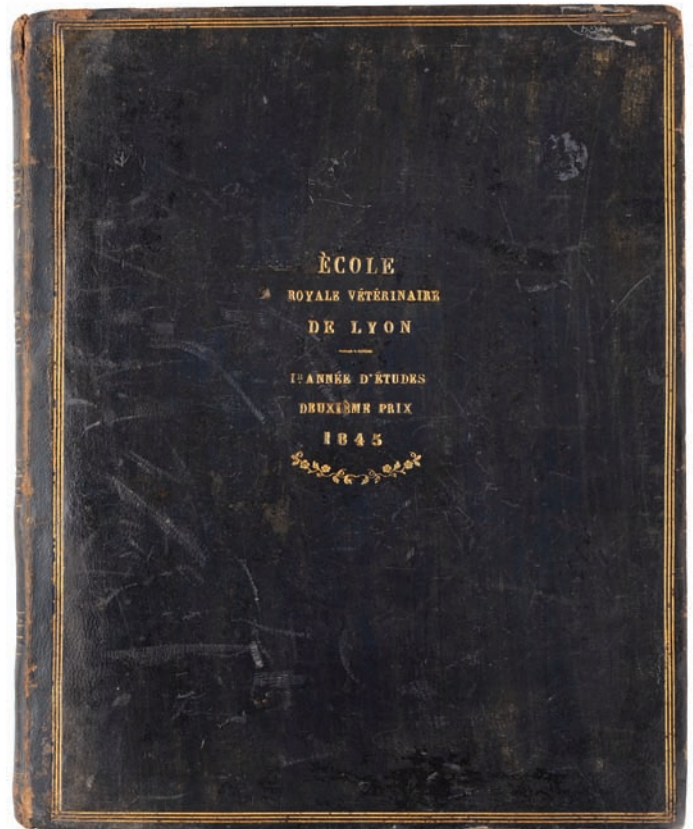 ÈCOLE
ROYALE VÉTÉRINAIRE
DE LYON
1RE ANNÉE D'ÉTUDES
DEUXIÈME PRIX
1845